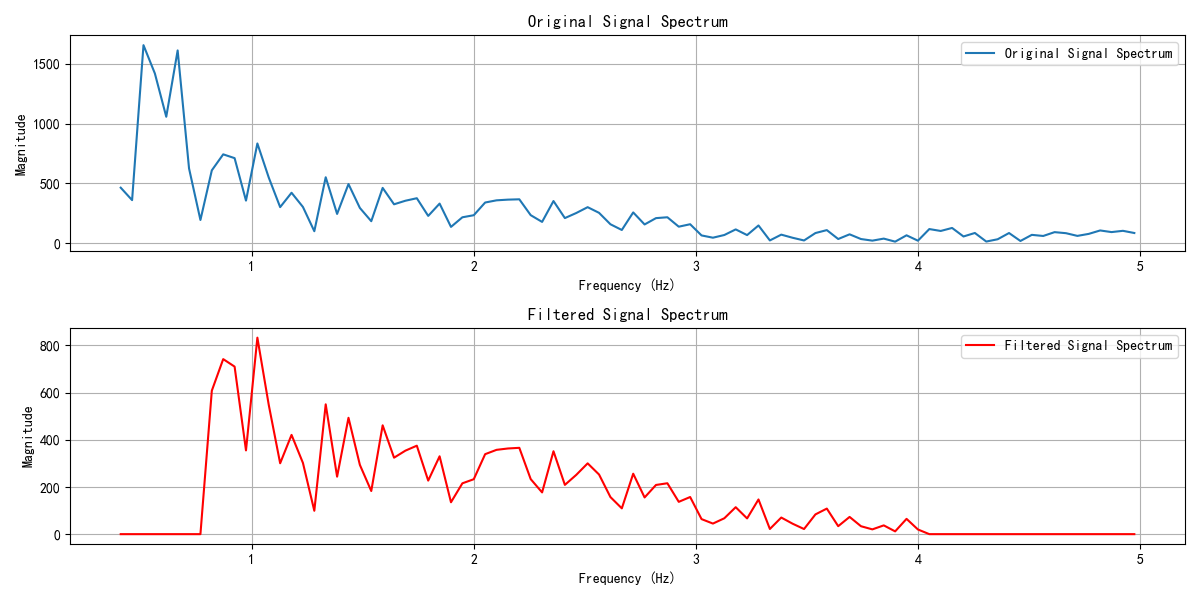 Original Signal Spectrum
Original Signal Spectrum
Magnitude
1500
1000
500
0
1 2 3 4 5
Frequency (Hz)
Filtered Signal Spectrum
Filtered Signal Spectrum
Magnitude
800
600
400
200
0
1 2 3 4 5
Frequency (Hz)